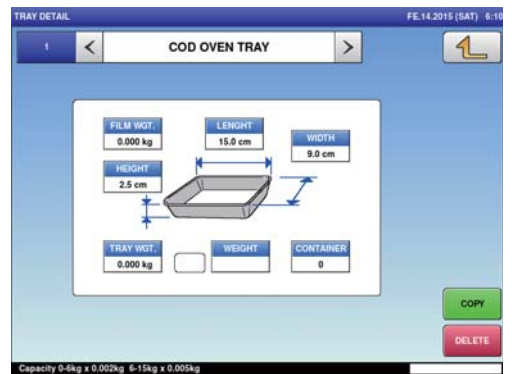 TRAY DETAIL FE.14.2015 (SAT) 6:10
1 < COD OVEN TRAY >
FILM WGT. LENGHT
0.000 kg 15.0 cm WIDTH
9.0 cm
HEIGHT
2.5 cm
TRAY WGT. WEIGHT CONTAINER
0.000 kg 0
COPY
DELETE
Capacity 0-6kg x 0.002kg 6-15kg x 0.005kg